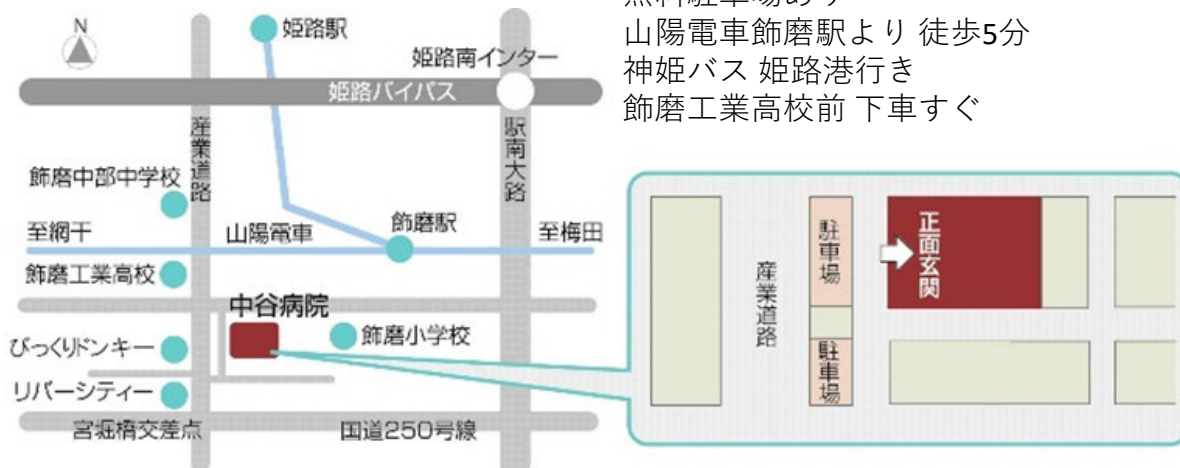 無料駐車場あり
山陽電車飾磨駅より 徒歩5分
神姫バス 姫路港行き
飾磨工業高校前 下車すぐ
N
姫路駅
姫路南インター
姫路バイパス
産業道路
駅南大路
飾磨中部中学校
至網干
山陽電車
飾磨駅
至梅田
飾磨工業高校
中谷病院
飾磨小学校
びっくりドンキー
リバーシティー
宮堀橋交差点
国道250号線
産業道路
駐車場
駐車場
正面玄関